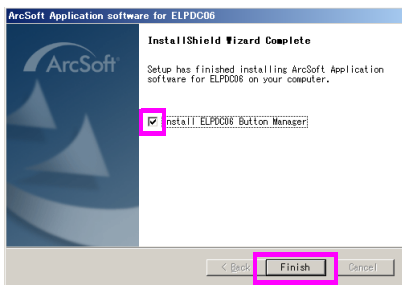 ArcSoft Application software for ELPDC06
ArcSoft
InstallShield Wizard Complete
Setup has finished installing ArcSoft Application
software for ELPDC06 on your computer.
Install ELPDC06 Button Manager
< Back
Finish
Cancel